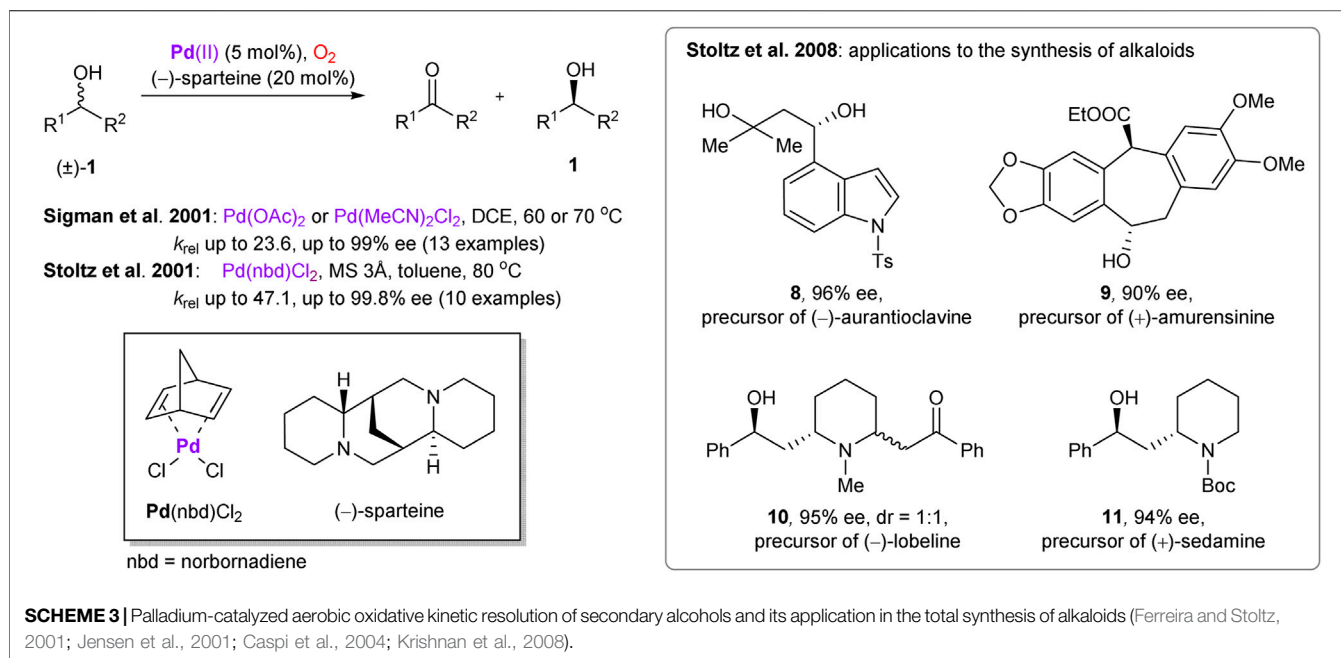 Pd(II) (5 mol%), O2
(–)-sparteine (20 mol%)
OH
R1 R2
(±)-1
O
R1 R2
+
OH
R1 R2
1
Sigman et al. 2001: Pd(OAc)2 or Pd(MeCN)2Cl2, DCE, 60 or 70 oC
krel up to 23.6, up to 99% ee (13 examples)
Stoltz et al. 2001: Pd(nbd)Cl2, MS 3Å, toluene, 80 oC
krel up to 47.1, up to 99.8% ee (10 examples)
Pd
Cl Cl
Pd(nbd)Cl2
H
N
N
H
(–)-sparteine
nbd = norbornadiene
Stoltz et al. 2008: applications to the synthesis of alkaloids
HO OH
Me Me
N
Ts
8, 96% ee,
precursor of (–)-aurantioclavine
EtO O
OMe
OMe
O
O
HO
9, 90% ee,
precursor of (+)-amurensinine
OH O
Ph N Ph
Me
10, 95% ee, dr = 1:1,
precursor of (–)-lobeline
OH
Ph N
Boc
11, 94% ee,
precursor of (+)-sedamine
SCHEME 3 | Palladium-catalyzed aerobic oxidative kinetic resolution of secondary alcohols and its application in the total synthesis of alkaloids (Ferreira and Stoltz,
2001; Jensen et al., 2001; Caspi et al., 2004; Krishnan et al., 2008).